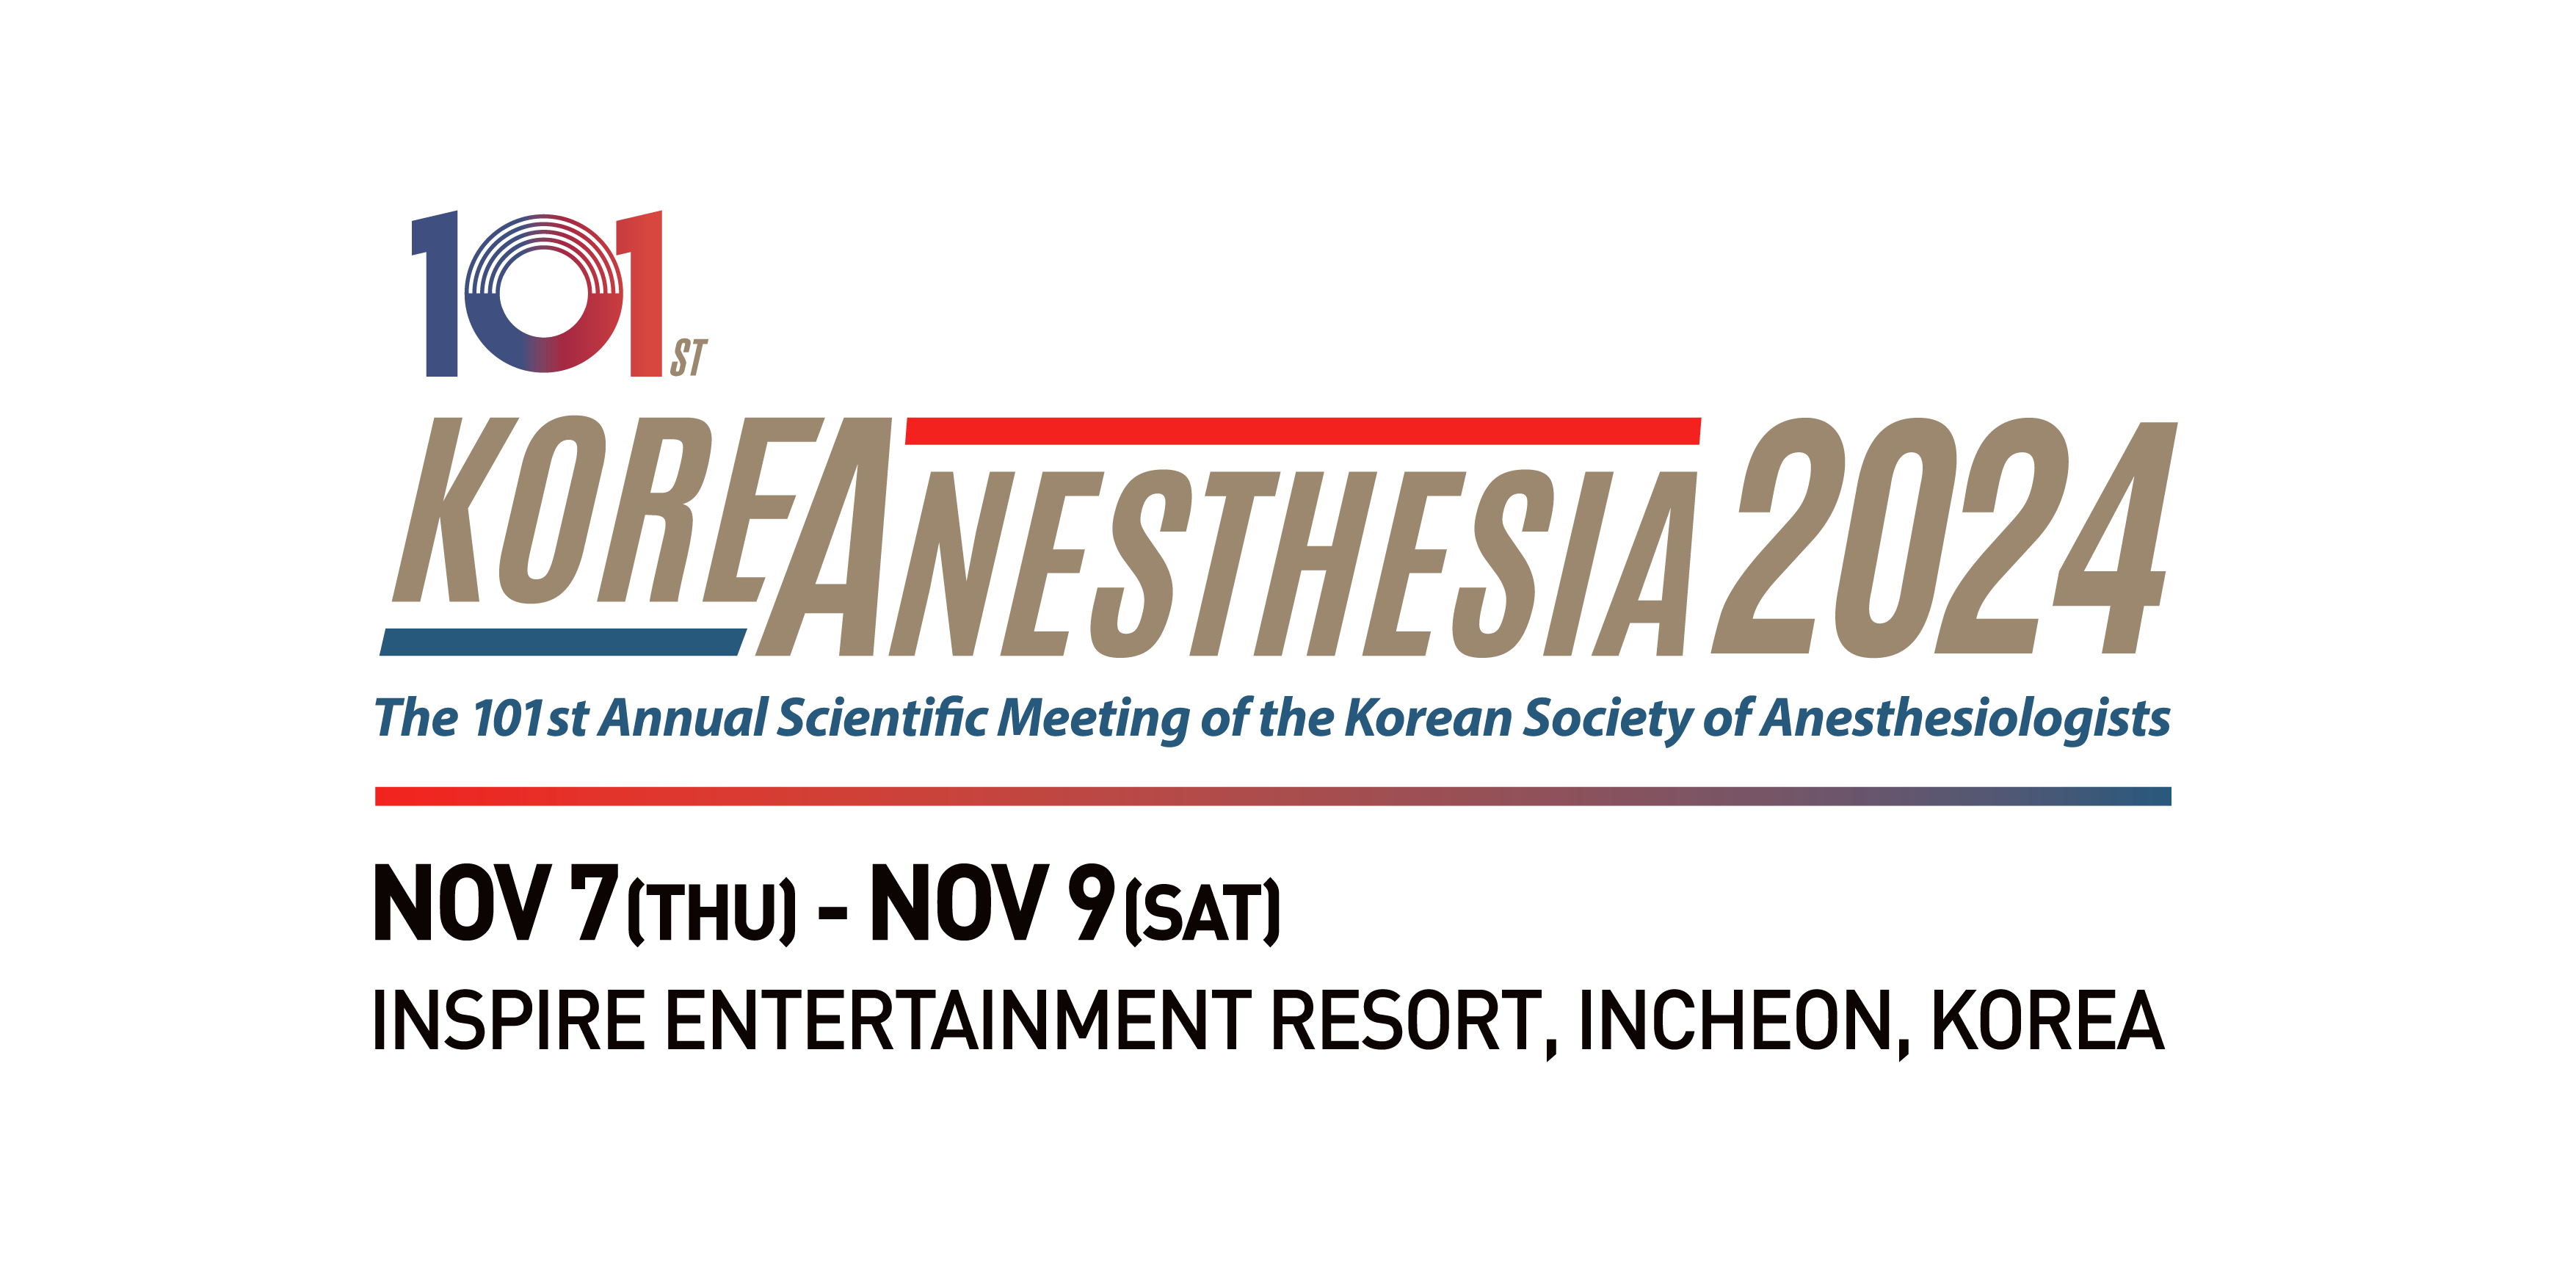 101ST
KOREANESTHESIA 2024
The 101st Annual Scientific Meeting of the Korean Society of Anesthesiologists
NOV 7(THU) - NOV 9(SAT)
INSPIRE ENTERTAINMENT RESORT, INCHEON, KOREA